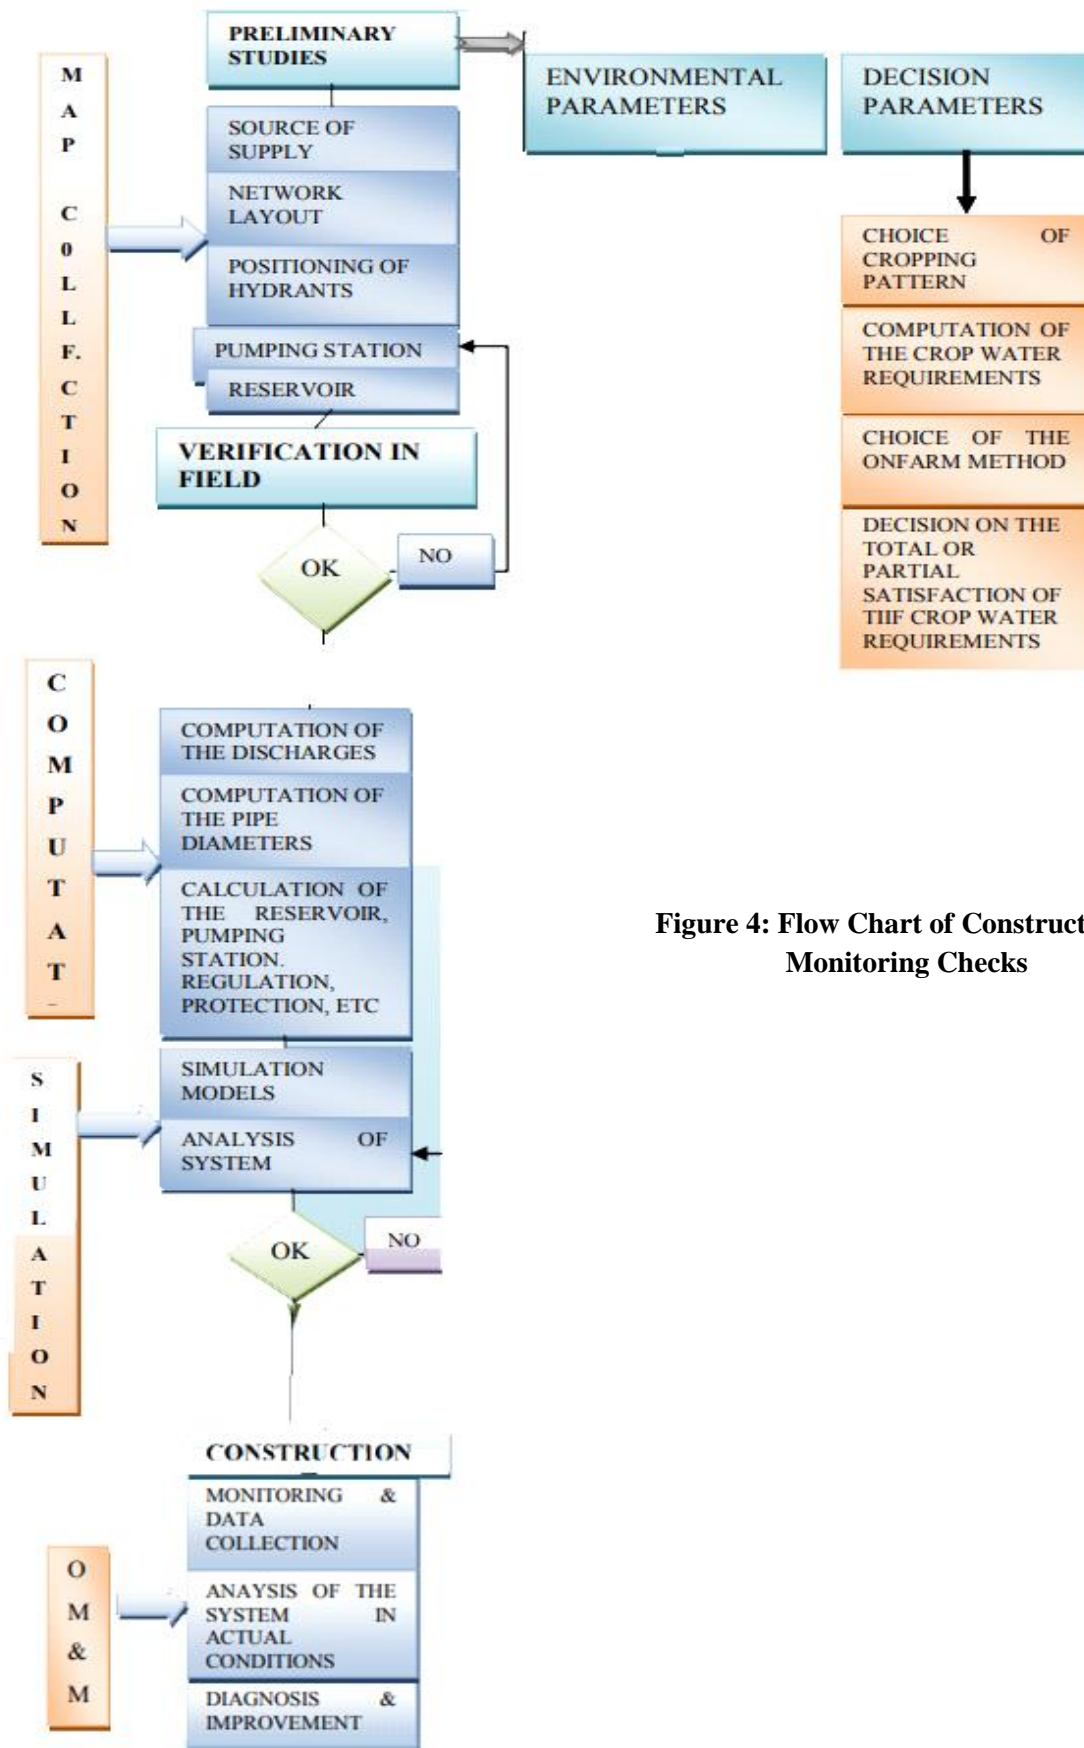 PRELIMINARY
STUDIES
ENVIRONMENTAL
PARAMETERS
DECISION
PARAMETERS
M
A
P
C
0
L
L
F.
C
T
I
O
N
SOURCE OF
SUPPLY
NETWORK
LAYOUT
POSITIONING OF
HYDRANTS
PUMPING STATION
RESERVOIR
VERIFICATION IN
FIELD
OK
NO
CHOICE OF
CROPPING
PATTERN
COMPUTATION OF
THE CROP WATER
REQUIREMENTS
CHOICE OF THE
ONFARM METHOD
DECISION ON THE
TOTAL OR
PARTIAL
SATISFACTION OF
TIIF CROP WATER
REQUIREMENTS
C
O
M
P
U
T
A
T
COMPUTATION OF
THE DISCHARGES
COMPUTATION OF
THE PIPE
DIAMETERS
CALCULATION OF
THE RESERVOIR,
PUMPING
STATION.
REGULATION,
PROTECTION, ETC
Figure 4: Flow Chart of Construct
Monitoring Checks
S
I
M
U
L
A
T
I
O
N
SIMULATION
MODELS
ANALYSIS OF
SYSTEM
OK
NO
CONSTRUCT1ON
O
M
&
M
MONITORING &
DATA
COLLECTION
ANAYSIS OF THE
SYSTEM IN
ACTUAL
CONDITIONS
DIAGNOSIS &
IMPROVEMENT